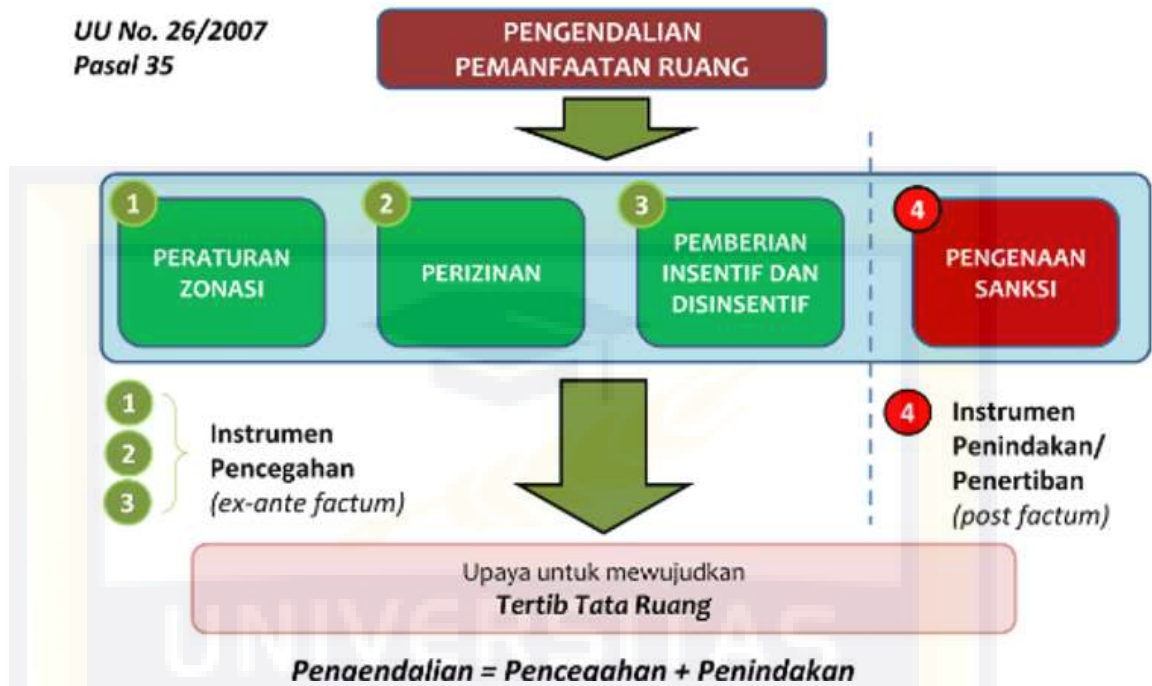 UU No. 26/2007
Pasal 35
PENGENDALIAN
PEMANFAATAN RUANG
1
PERATURAN
ZONASI
2
PERIZINAN
3
PEMBERIAN
INSENTIF DAN
DISINSENTIF
4
PENGENAAN
SANKSI
1
2
3
Instrumen
Pencegahan
(ex-ante factum)
4
Instrumen
Penindakan/
Penertiban
(post factum)
Upaya untuk mewujudkan
Tertib Tata Ruang
UNIVERSITAS
Pengendalian = Pencegahan + Penindakan